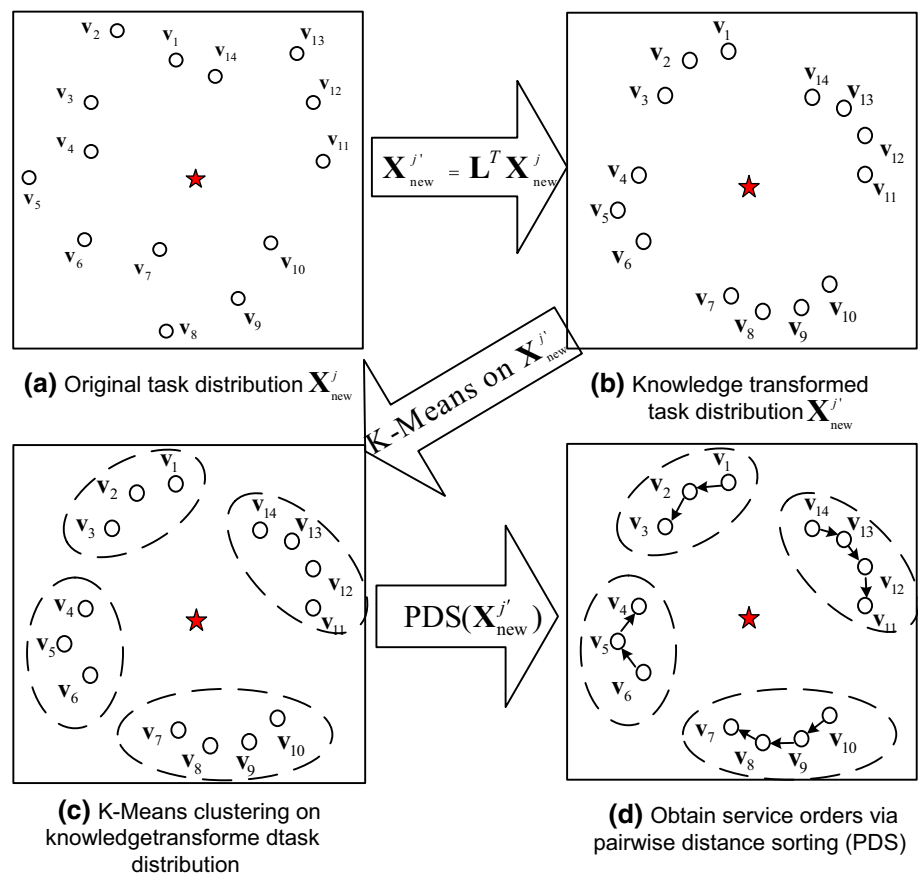 v₂ v₁ v₁₄ v₁₃
v₃ v₁₂
v₄ v₁₁
v₅
v₆ v₇ v₁₀
v₉
v₈
(a) Original task distribution X^j_new
X^j'_new = L^T X^j_new
v₁
v₂
v₃ v₁₄ v₁₃
v₁₂
v₄ v₁₁
v₅
v₆
v₇ v₈ v₉ v₁₀
(b) Knowledge transformed
task distribution X^j'_new
K-Means on X^j'_new
v₁
v₂
v₃ v₁₄ v₁₃
v₁₂
v₄ v₁₁
v₅
v₆
v₇ v₈ v₉ v₁₀
(c) K-Means clustering on
knowledgetransforme dtask
distribution
PDS(X^j'_new)
v₁
v₂
v₃ v₁₄ v₁₃
v₁₂
v₄ v₁₁
v₅
v₆
v₇ v₈ v₉ v₁₀
(d) Obtain service orders via
pairwise distance sorting (PDS)